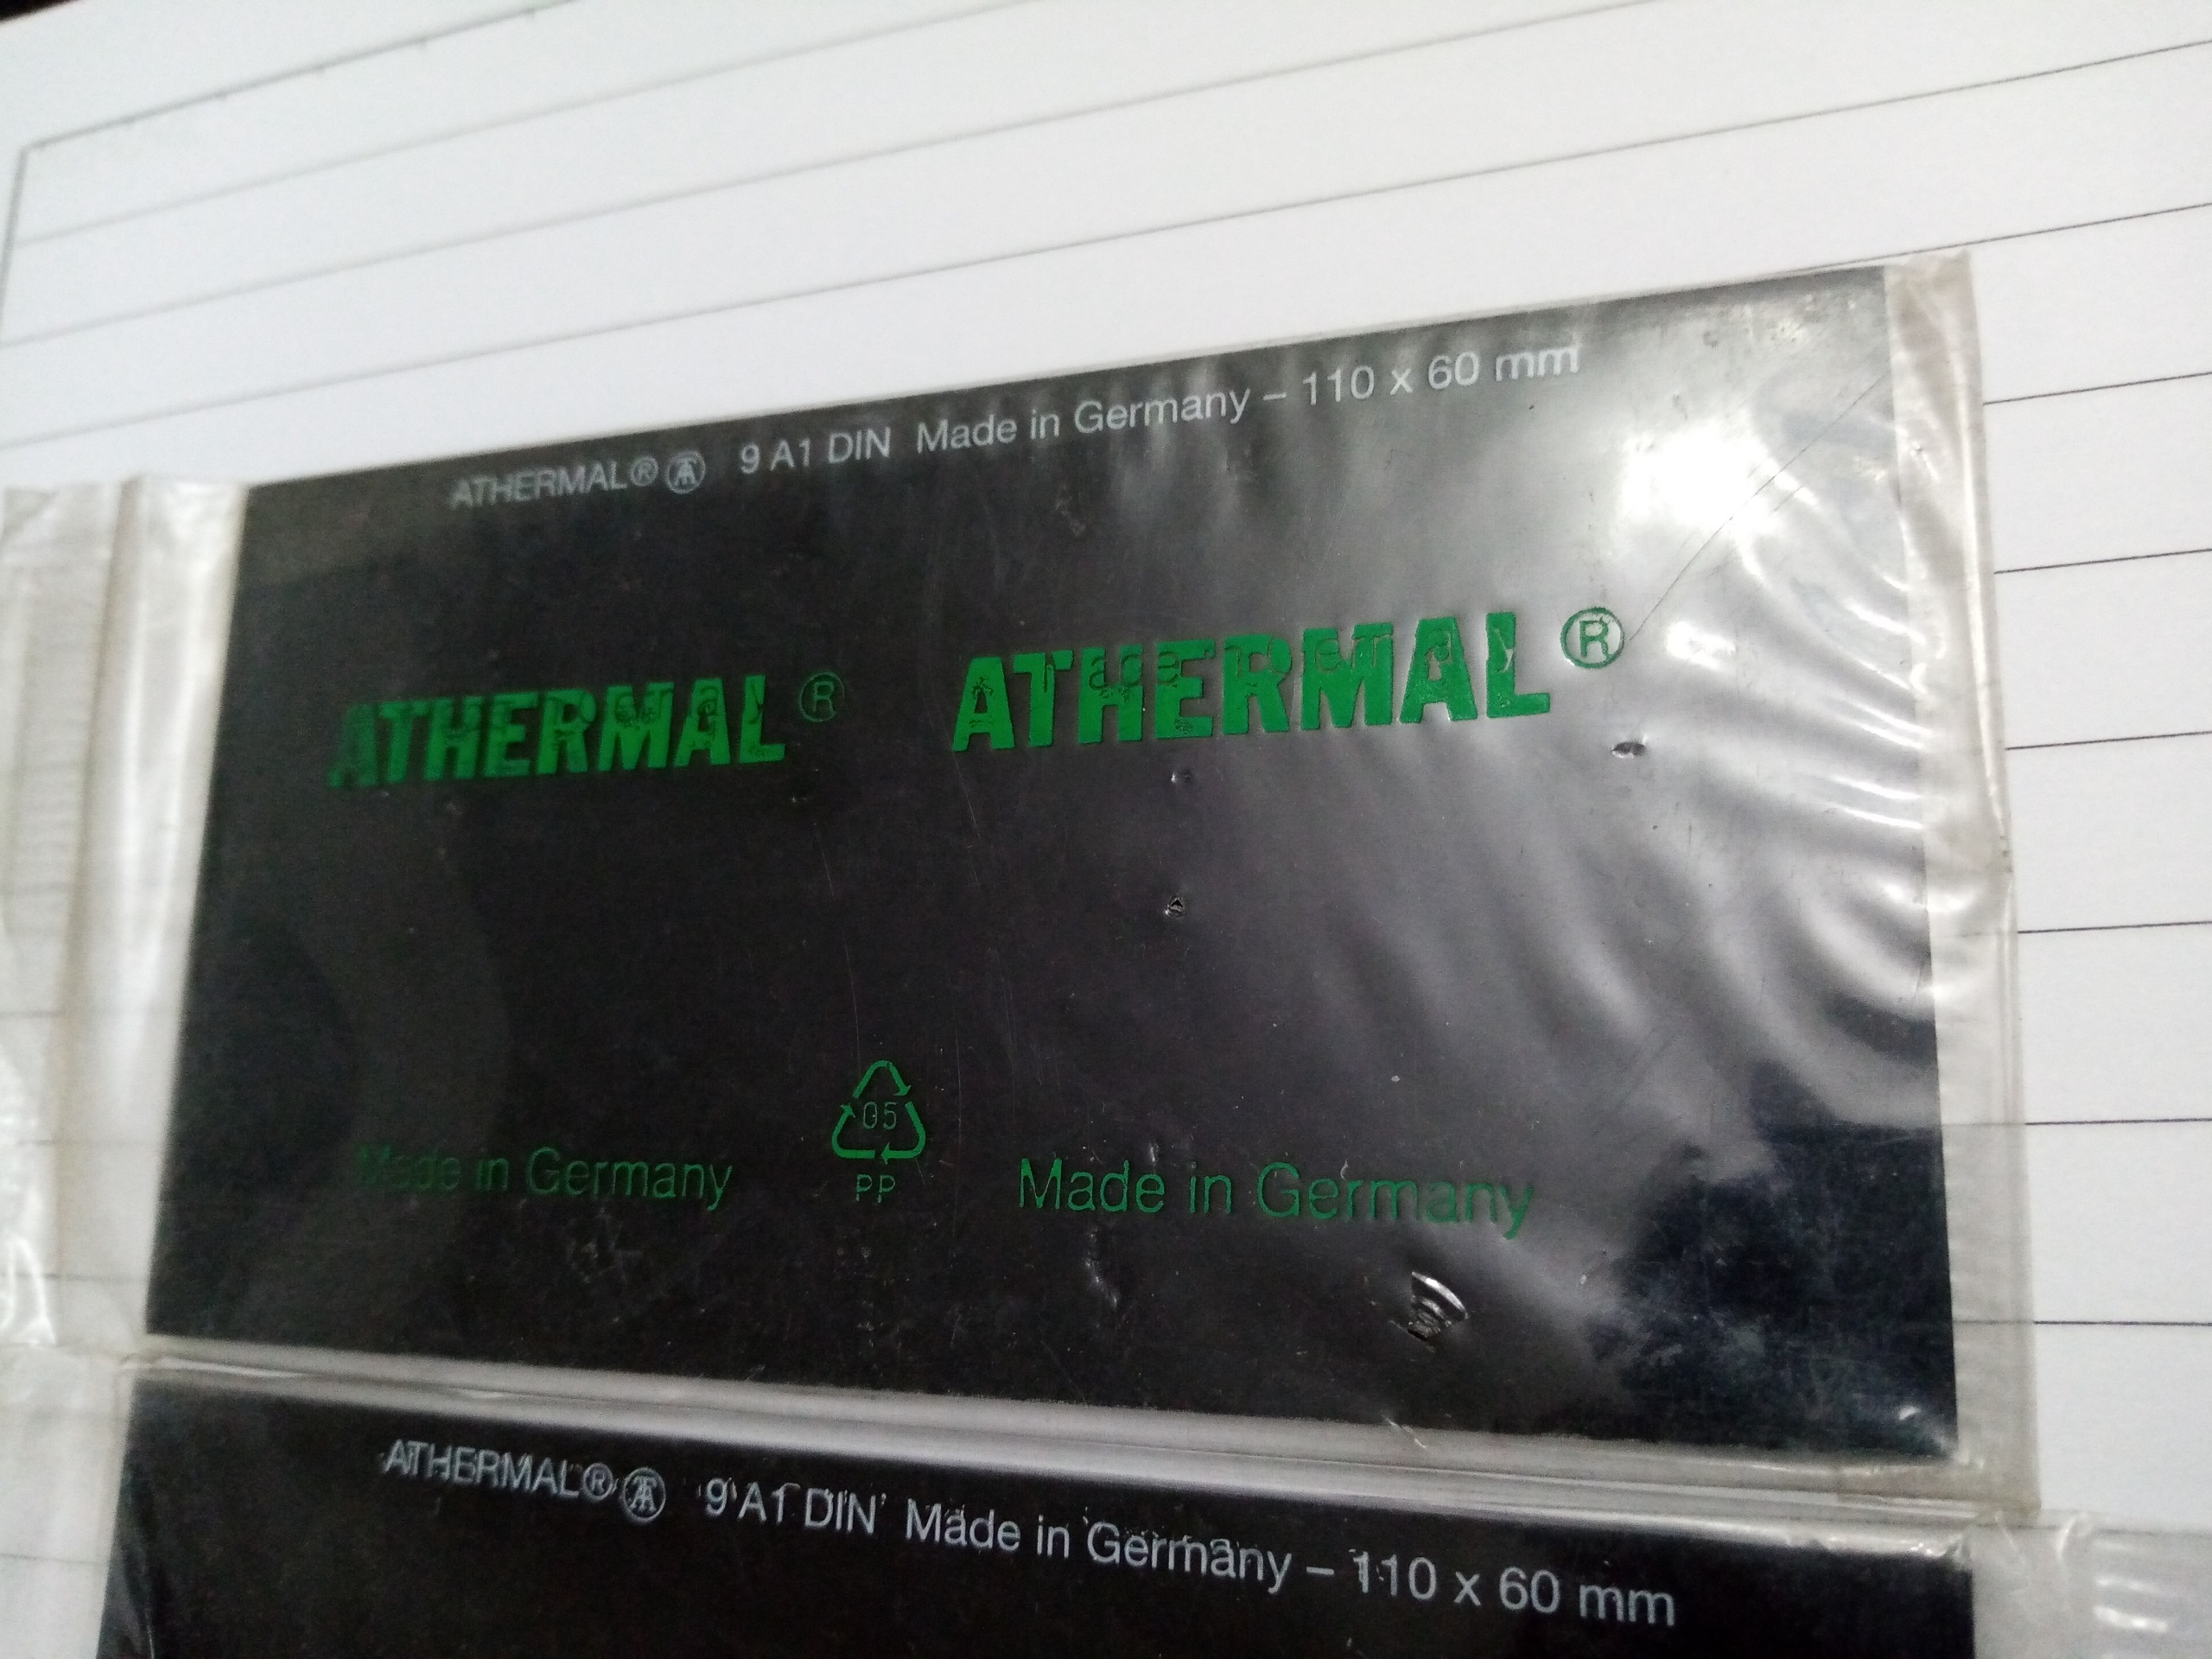 ATHERMAL® 9 A1 DIN Made in Germany – 110 x 60 mm
ATHERMAL® ATHERMAL®
05
PP
Made in Germany Made in Germany
ATHERMAL® 9 A1 DIN Made in Germany – 110 x 60 mm